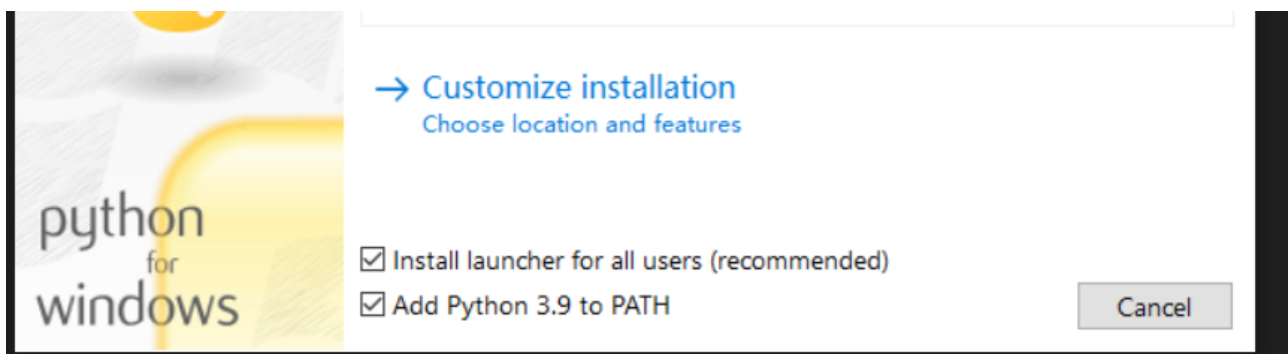 Customize installation
Choose location and features
python
for
windows
Install launcher for all users (recommended)
Add Python 3.9 to PATH
Cancel